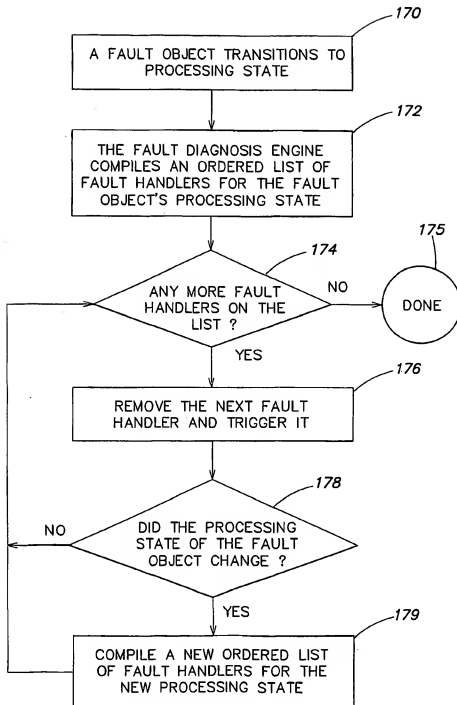 170
A FAULT OBJECT TRANSITIONS TO
PROCESSING STATE
172
THE FAULT DIAGNOSIS ENGINE
COMPILES AN ORDERED LIST OF
FAULT HANDLERS FOR THE FAULT
OBJECT'S PROCESSING STATE
174
175
ANY MORE FAULT
HANDLERS ON THE
LIST ?
NO
DONE
YES
176
REMOVE THE NEXT FAULT
HANDLER AND TRIGGER IT
178
NO
DID THE PROCESSING
STATE OF THE FAULT
OBJECT CHANGE ?
YES
179
COMPILE A NEW ORDERED LIST
OF FAULT HANDLERS FOR THE
NEW PROCESSING STATE